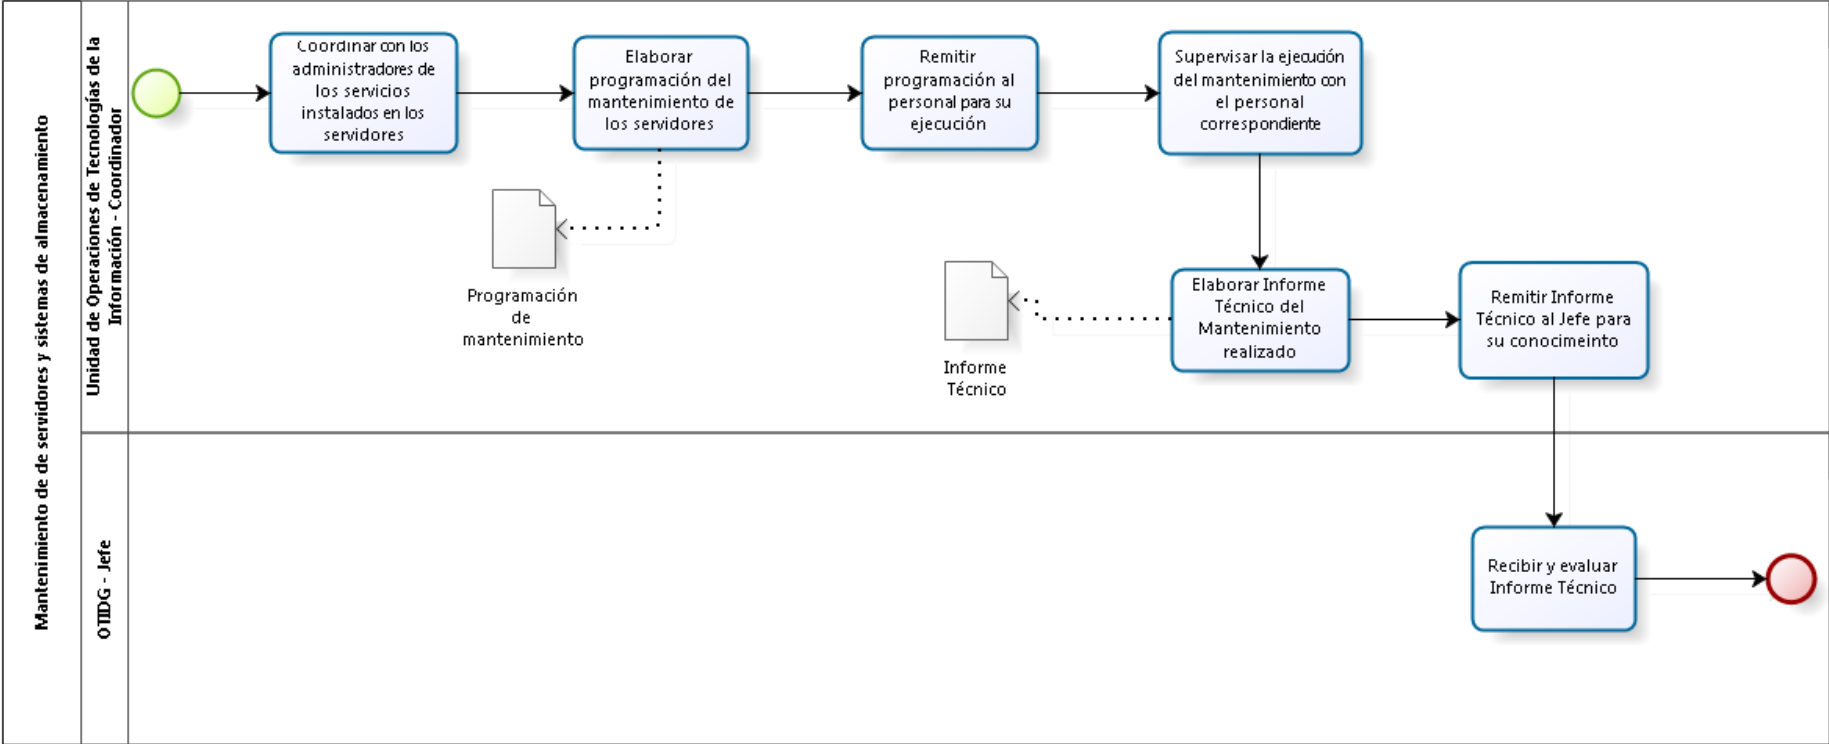 Mantenimiento de de servidores y sistemas de almacenamiento
Unidad de Operaciones de Tecnologías de la
Información - Coordinador
Coordinar con los
administradores de
los servicios
instalados en los
servidores
Elaborar
programación del
mantenimiento de
los servidores
Remitir
programación al
personal para su
ejecución
Supervisar la ejecución
del mantenimiento con
el personal
correspondiente
Programación
de
mantenimiento
Informe
Técnico
Elaborar Informe
Técnico del
Mantenimiento
realizado
Remitir Informe
Técnico al Jefe para
su conocimeinto
OTIDG - Jefe
Recibir y evaluar
Informe Técnico